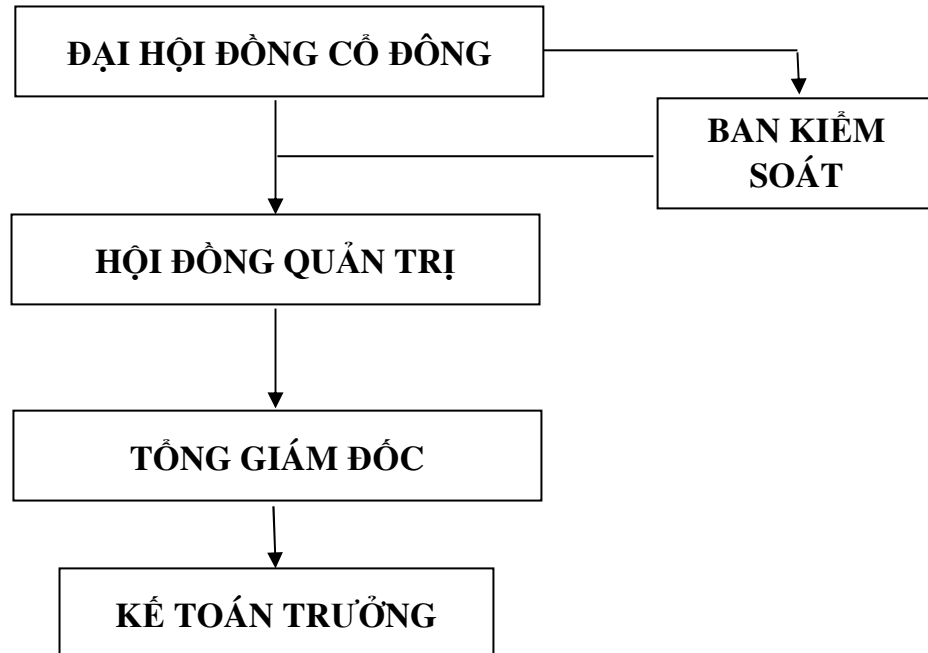 ĐẠI HỘI ĐỒNG CỔ ĐÔNG
BAN KIỂM
SOÁT
HỘI ĐỒNG QUẢN TRỊ
TỔNG GIÁM ĐỐC
KẾ TOÁN TRƯỞNG